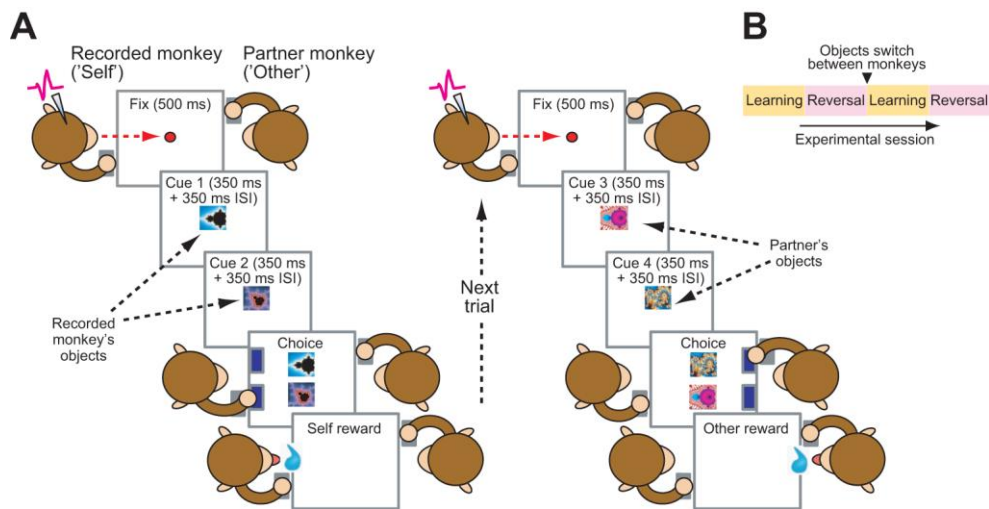 A
Recorded monkey
('Self')
Partner monkey
('Other')
Fix (500 ms)
Cue 1 (350 ms
+ 350 ms ISI)
Cue 2 (350 ms
+ 350 ms ISI)
Recorded
monkey's
objects
Choice
Self reward
Next
trial
Fix (500 ms)
Cue 3 (350 ms
+ 350 ms ISI)
Cue 4 (350 ms
+ 350 ms ISI)
Partner's
objects
Choice
Other reward
B
Objects switch
between monkeys
Learning Reversal Learning Reversal
Experimental session